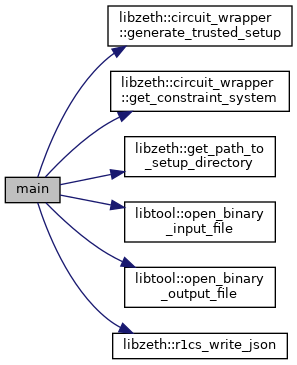 libzeth::circuit_wrapper
::generate_trusted_setup
libzeth::circuit_wrapper
::get_constraint_system
libzeth::get_path_to
_setup_directory
main
libtool::open_binary
_input_file
libtool::open_binary
_output_file
libzeth::r1cs_write_json